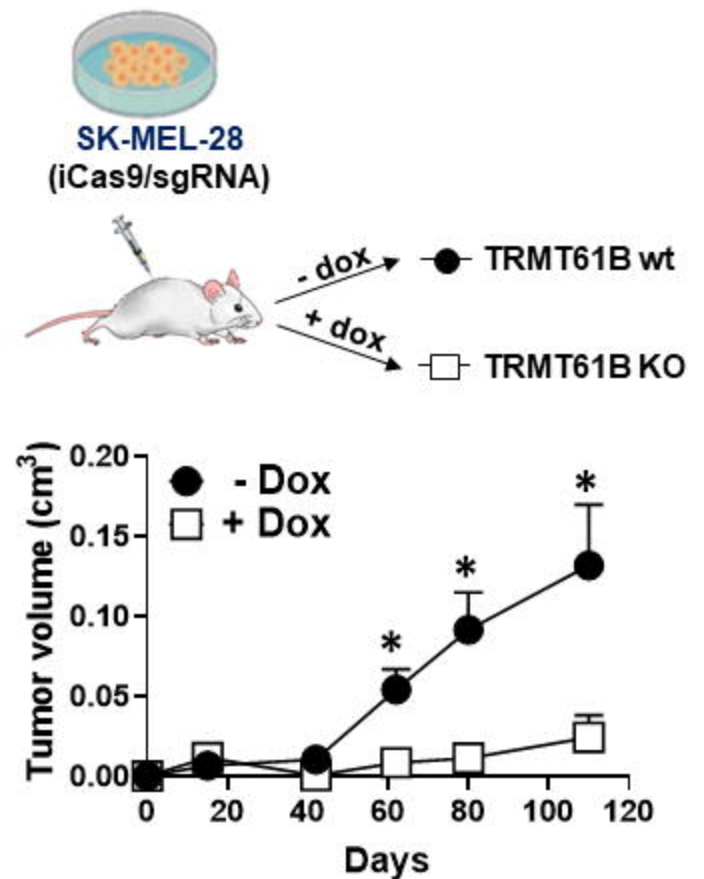 SK-MEL-28
(iCas9/sgRNA)
- dox
TRMT61B wt
+ dox
TRMT61B KO
Tumor volume (cm³)
0.20
0.15
0.10
0.05
0.00
- Dox
+ Dox
*
*
*
0
20
40
60
80
100
120
Days